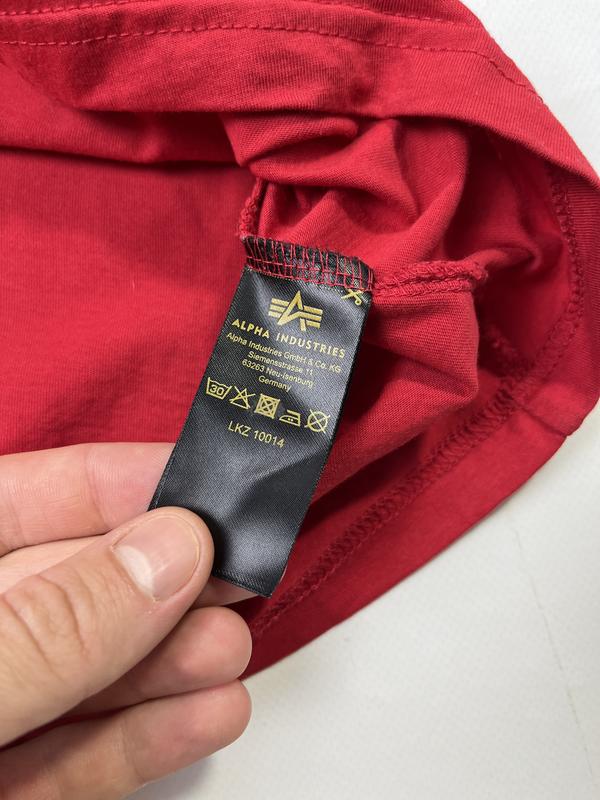 ALPHA INDUSTRIES
Alpha Industries GmbH & Co. KG
Siemensstrasse 11
63263 Neu-Isenburg
Germany
30
LKZ 10014